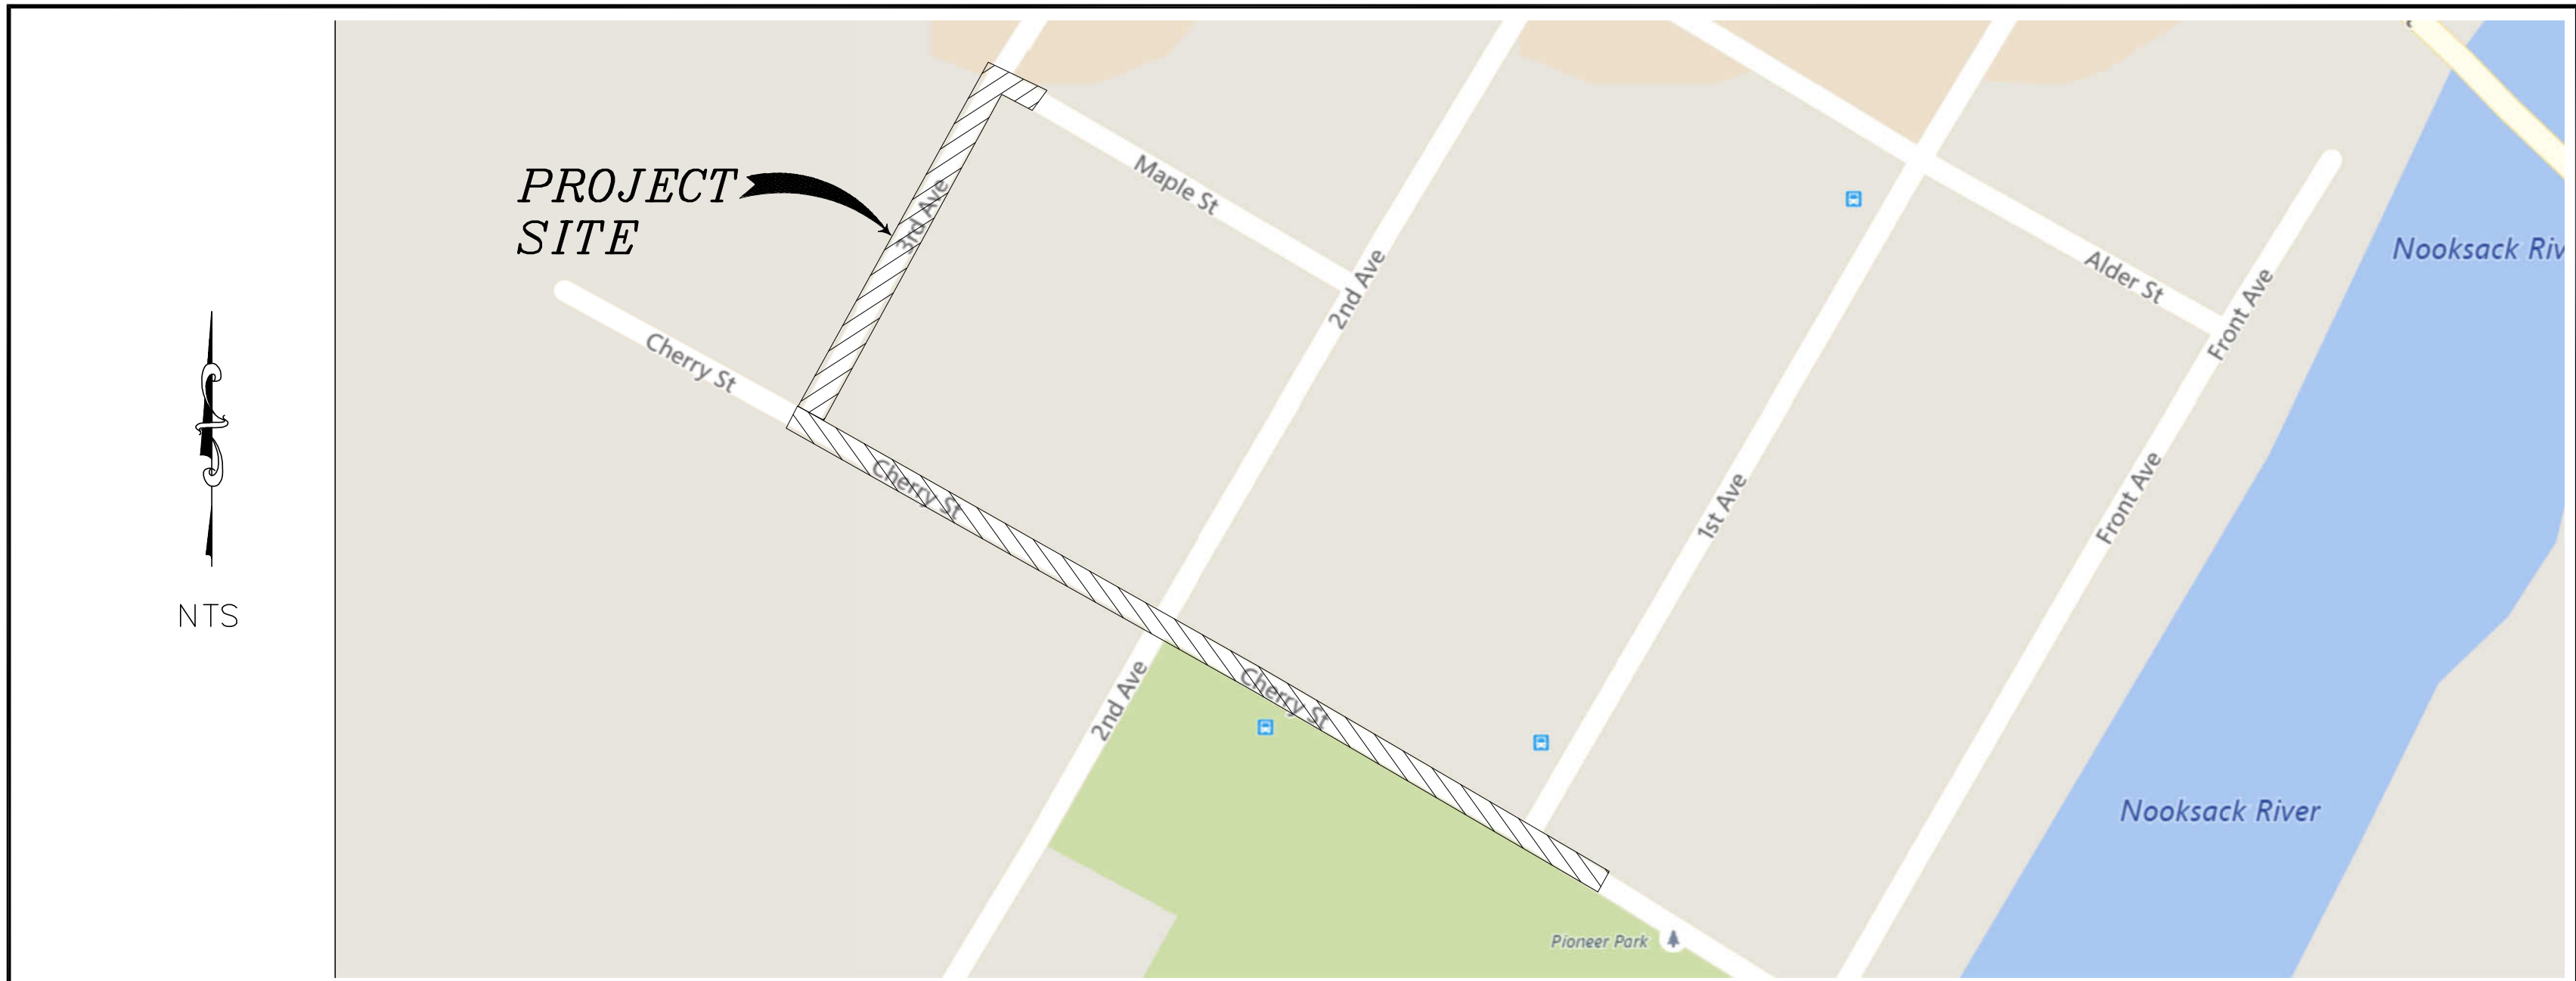 PROJECT
SITE
3rd Ave
Maple St
2nd Ave
Alder St
Front Ave
Nooksack Riv
Cherry St
NTS
Cherry St
1st Ave
Front Ave
2nd Ave
Cherry St
Nooksack River
Pioneer Park